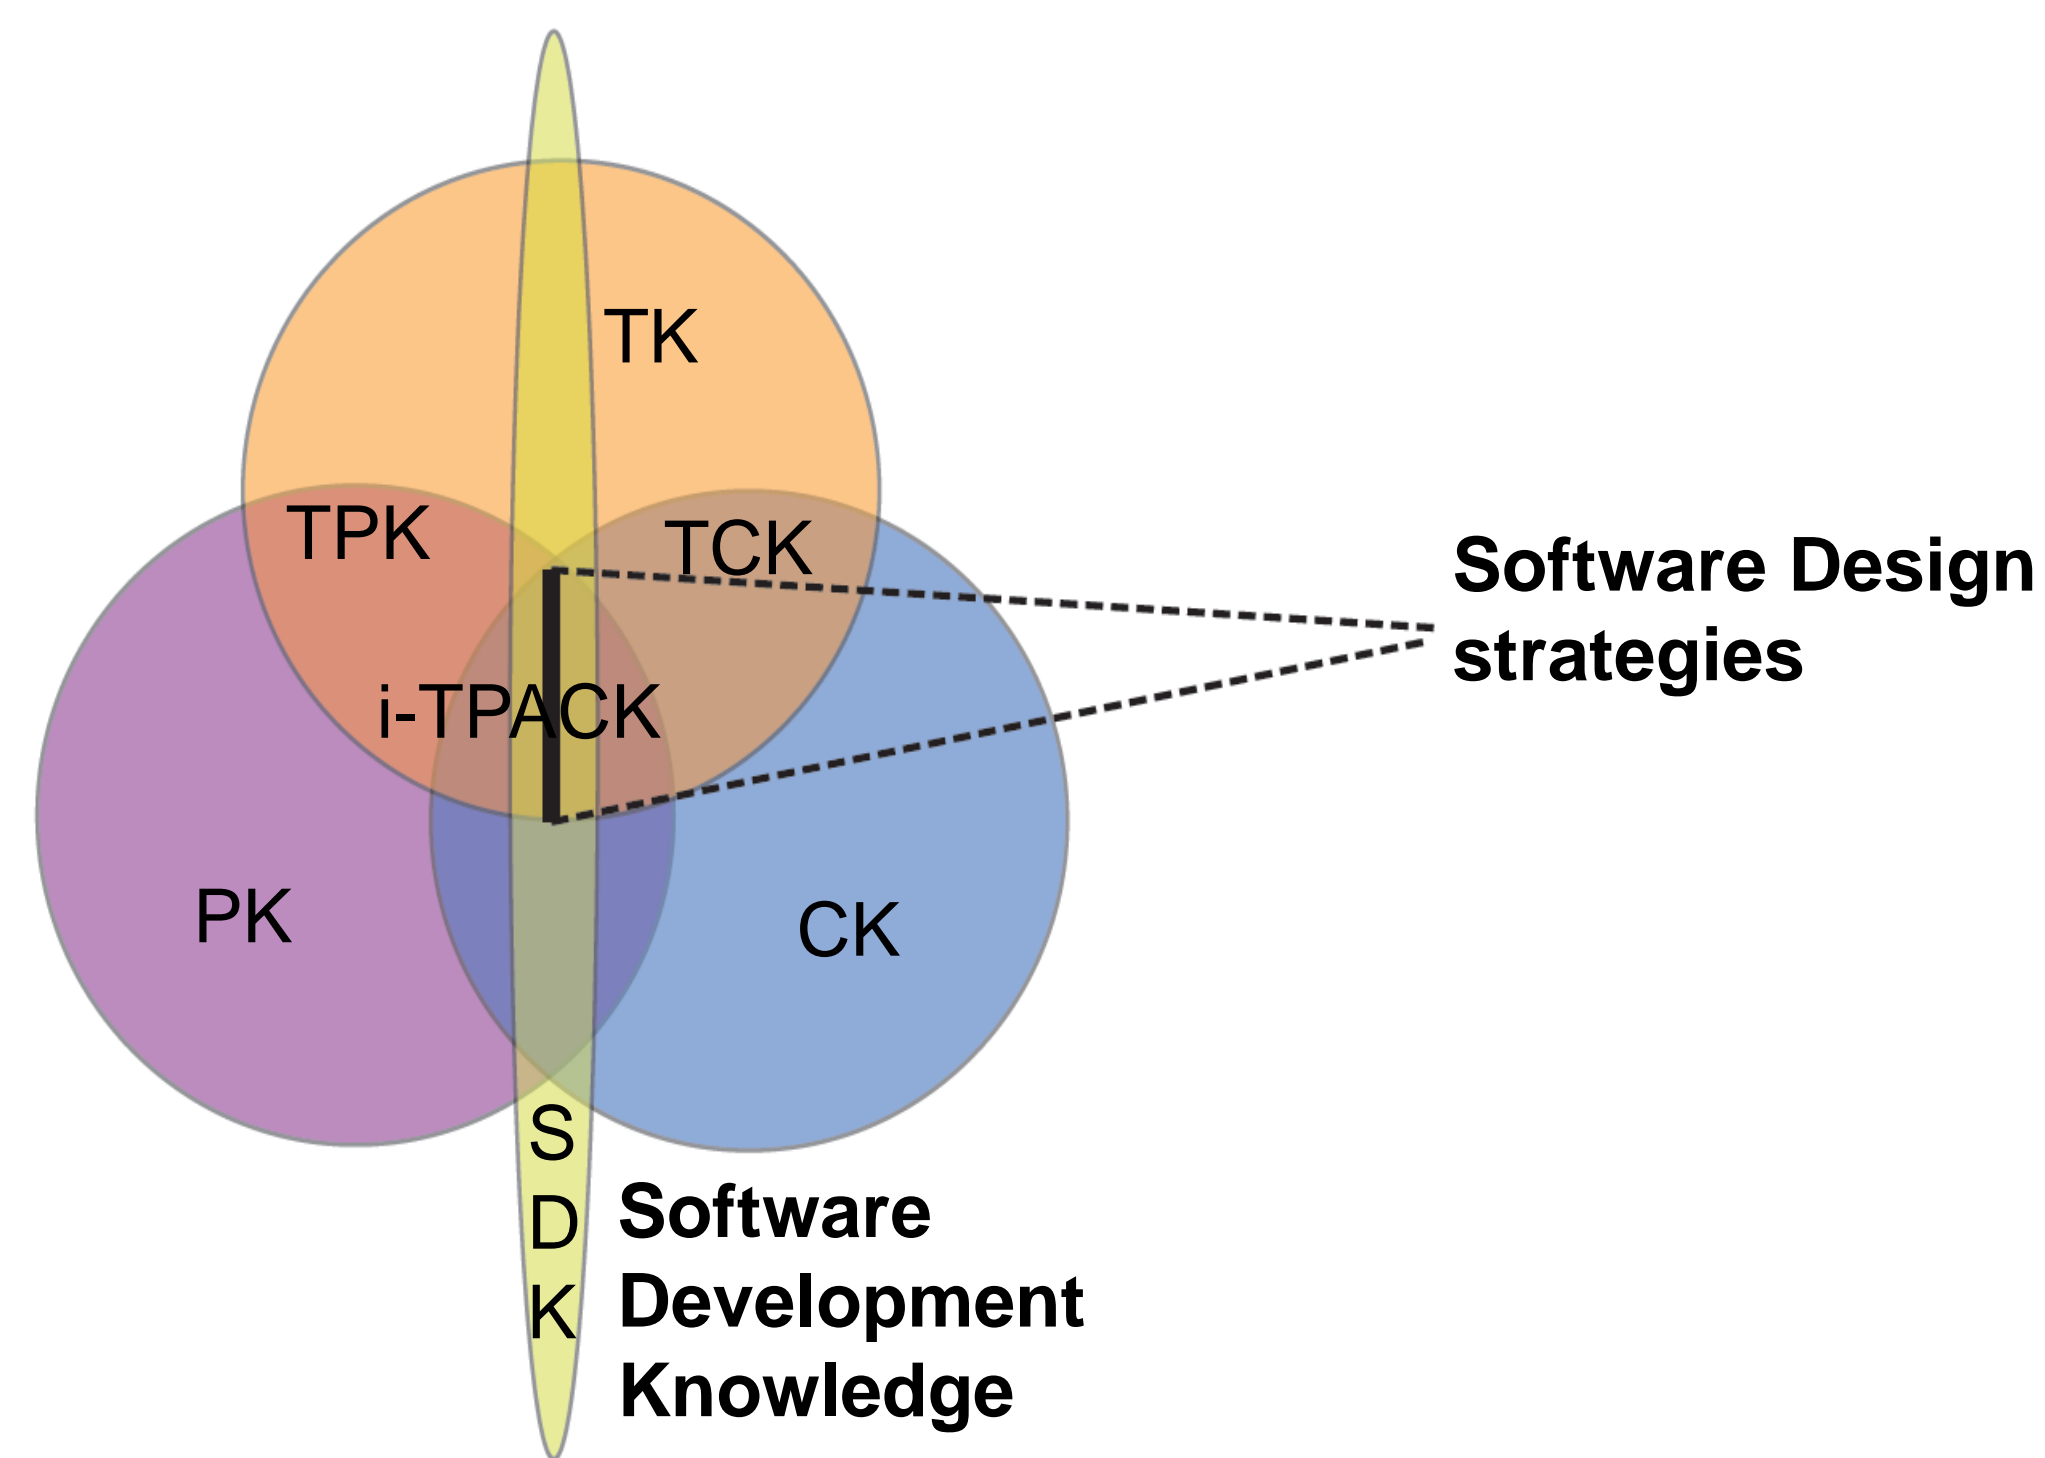 TK
TPK
TCK
Software Design
strategies
i-TPACK
PK
CK
S
D
K
Software
Development
Knowledge